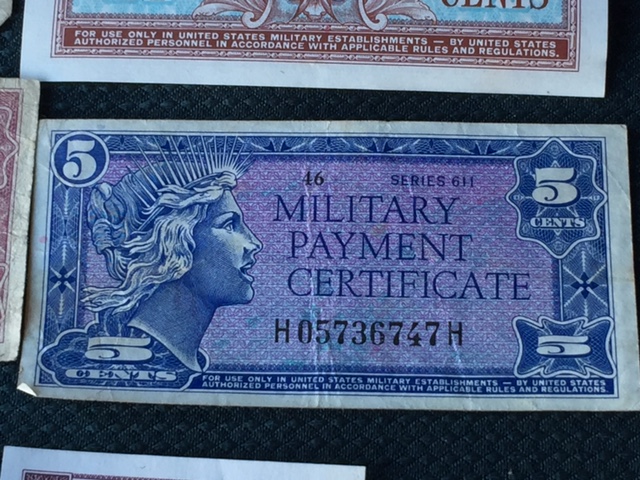 CENTS
FOR USE ONLY IN UNITED STATES MILITARY ESTABLISHMENTS — BY UNITED STATES
AUTHORIZED PERSONNEL IN ACCORDANCE WITH APPLICABLE RULES AND REGULATIONS.
5
46 SERIES 611
5
CENTS
MILITARY
PAYMENT
CERTIFICATE
H05736747H
5
CENTS
5
FOR USE ONLY IN UNITED STATES MILITARY ESTABLISHMENTS — BY UNITED STATES
AUTHORIZED PERSONNEL IN ACCORDANCE WITH APPLICABLE RULES AND REGULATIONS.